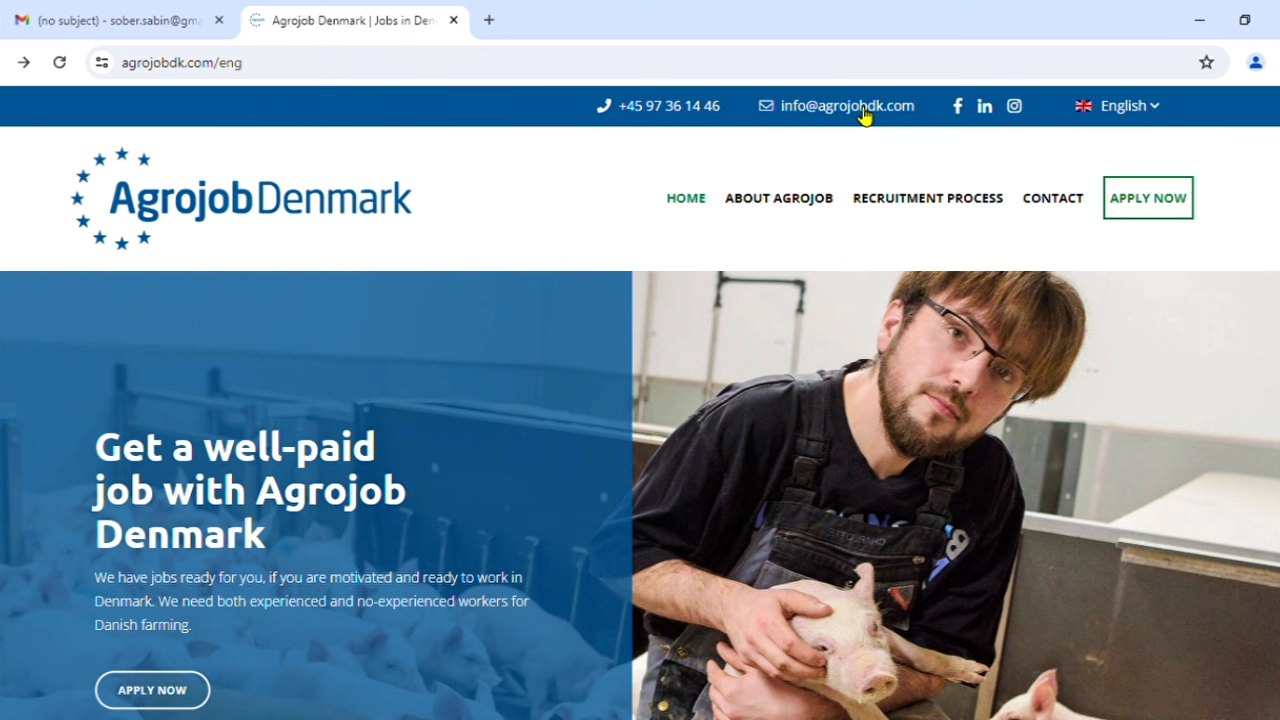 (no subject) - sober.sabin@gma
Agrojob Denmark | Jobs in Den
agrojobdk.com/eng
+45 97 36 14 46
info@agrojobdk.com
English
Agrojob Denmark
HOME
ABOUT AGROJOB
RECRUITMENT PROCESS
CONTACT
APPLY NOW
Get a well-paid
job with Agrojob
Denmark
We have jobs ready for you, if you are motivated and ready to work in
Denmark. We need both experienced and no-experienced workers for
Danish farming.
APPLY NOW